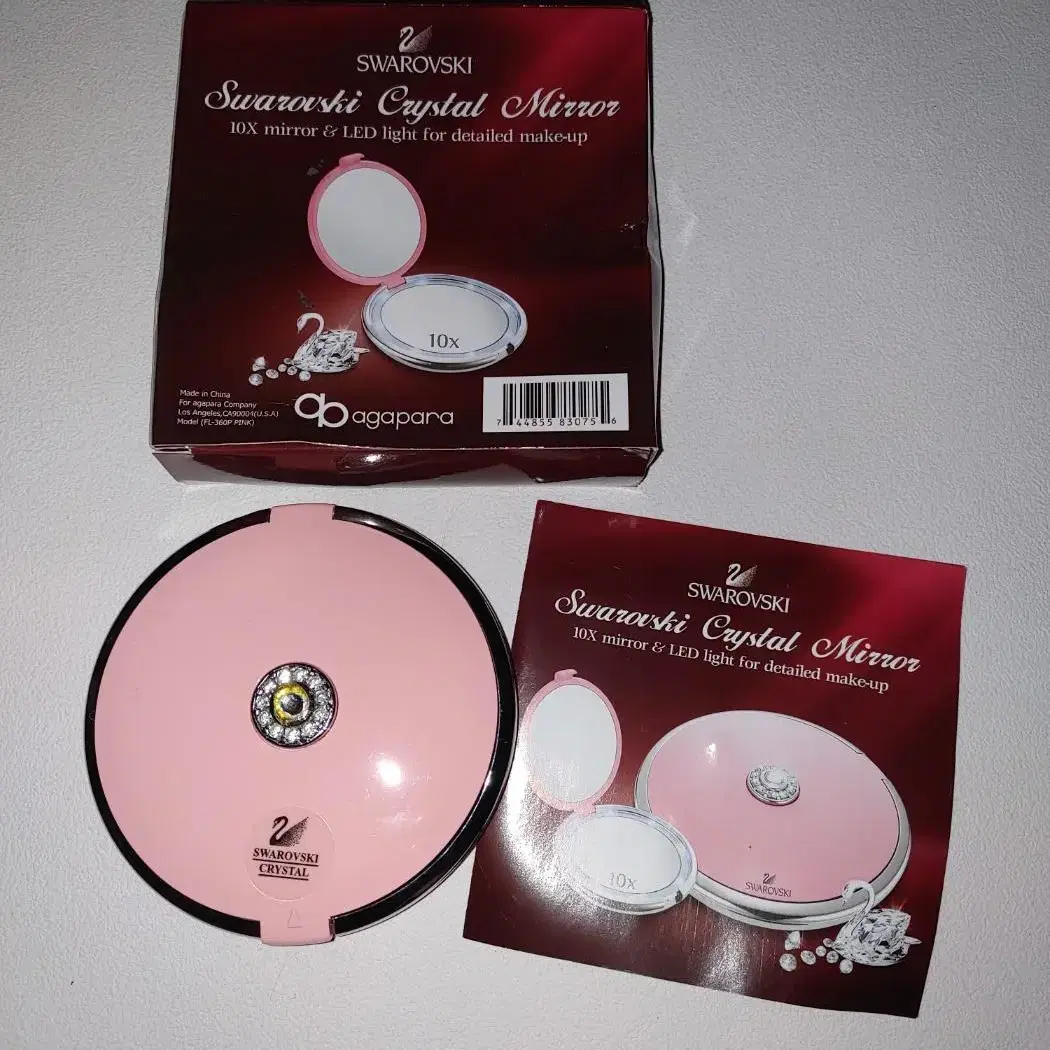 SWAROVSKI
Swarovski Crystal Mirror
10X mirror & LED light for detailed make-up
10x
Made in China
For agapara Company
Los Angeles,CA90004(U.S.A)
Model (FL-360P PINK)
ab agapara
7 44855 83075 6
SWAROVSKI
CRYSTAL
SWAROVSKI
Swarovski Crystal Mirror
10X mirror & LED light for detailed make-up
10x
SWAROVSKI